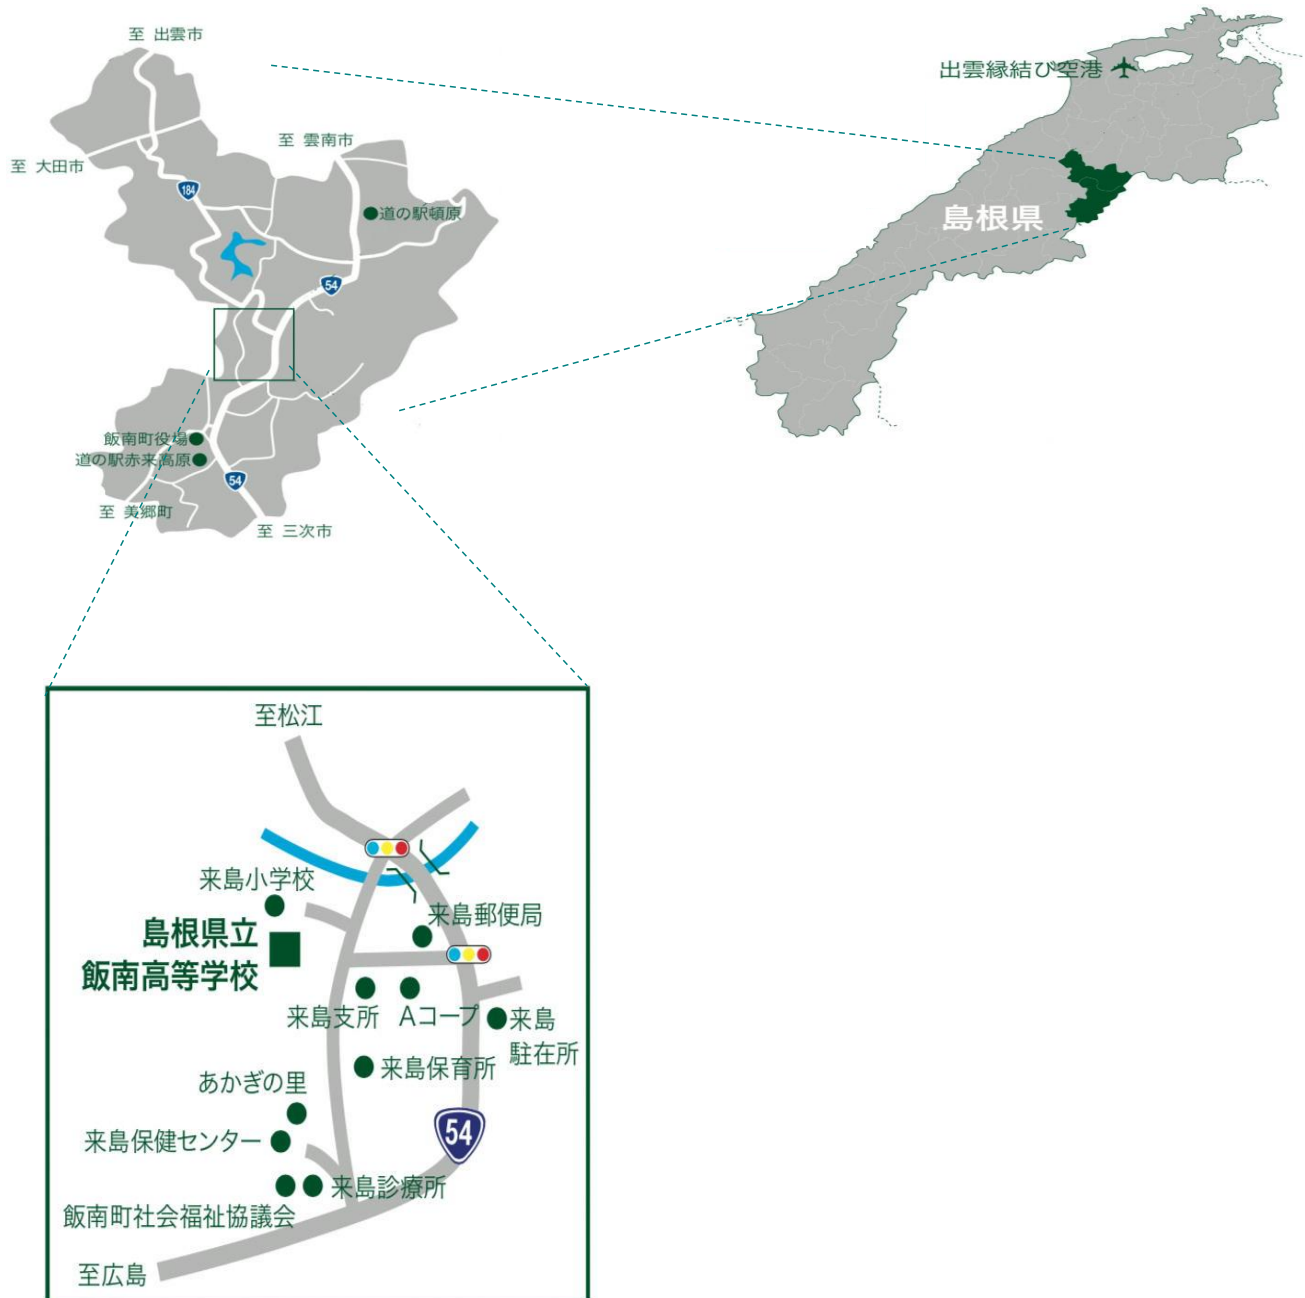 至 出雲市
至 雲南市
至 大田市
184
道の駅頓原
54
飯南町役場
道の駅赤来高原
54
至 美郷町
至 三次市
出雲縁結び空港
島根県
至松江
来島小学校
島根県立
飯南高等学校
来島郵便局
来島支所
Aコープ
来島
駐在所
来島保育所
あかぎの里
54
来島保健センター
来島診療所
飯南町社会福祉協議会
至広島